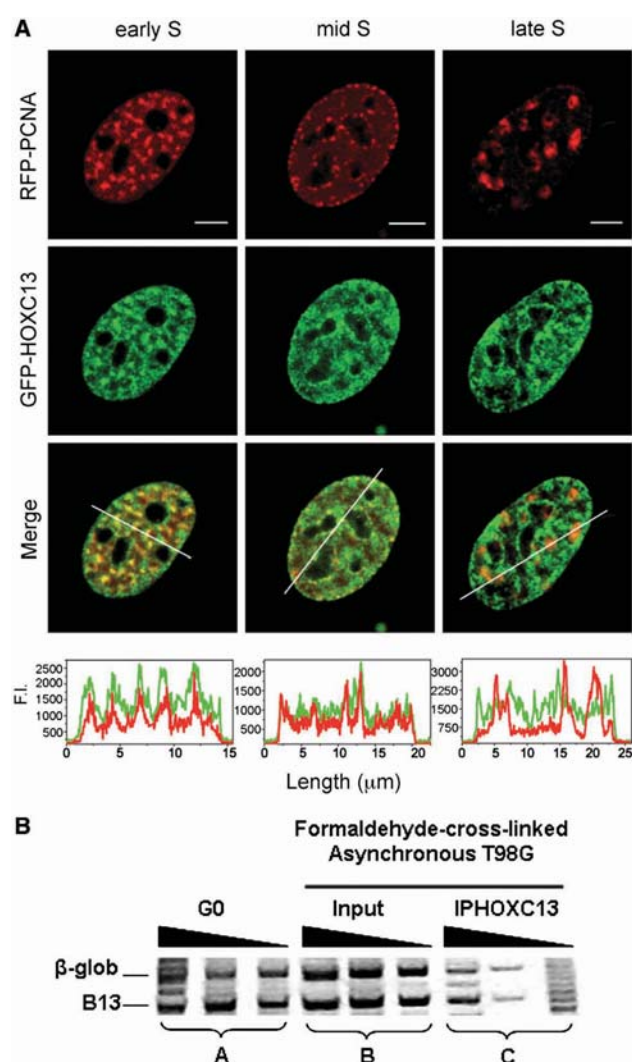 A
early S
mid S
late S
RFP-PCNA
GFP-HOXC13
Merge
F.I.
2500
2000
1500
1000
500
0
5
10
15
2000
1500
1000
500
0
5
10
15
20
3000
2250
1500
750
0
5
10
15
20
25
Length (μm)
B
Formaldehyde-cross-linked
Asynchronous T98G
G0
Input
IPHOXC13
β-glob
B13
A
B
C